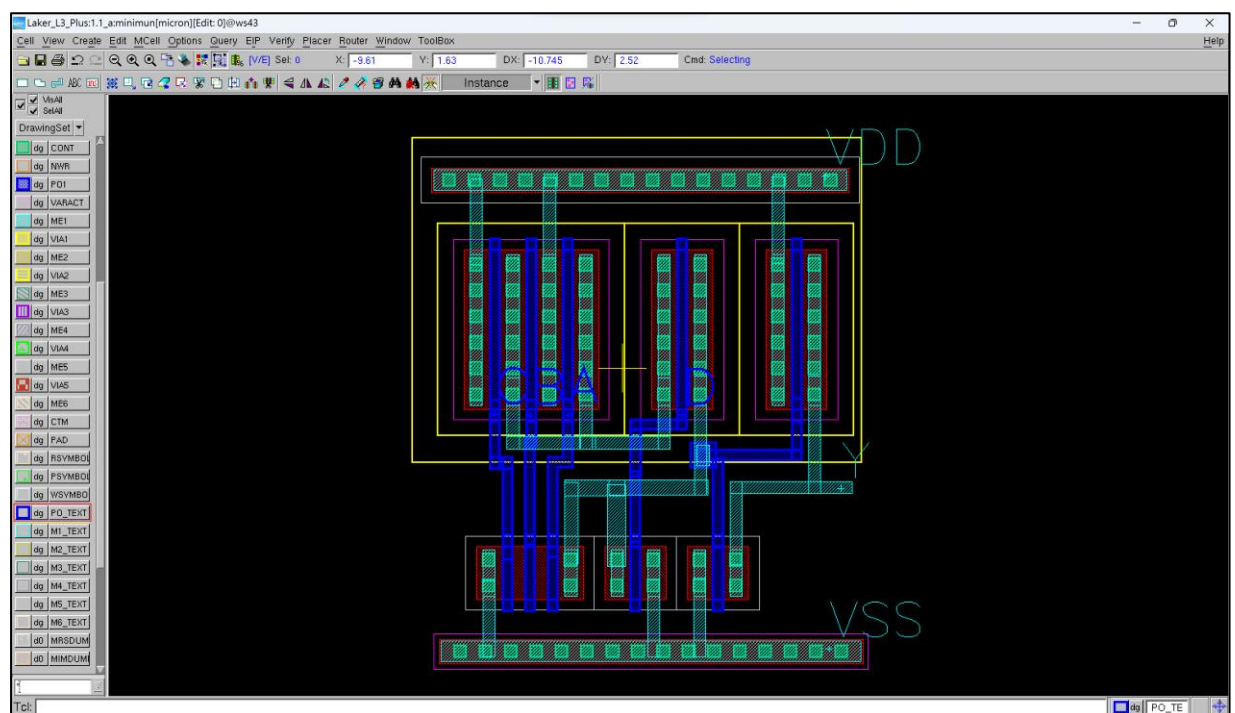 Laker_L3_Plus:1.1_a:minimun[micron][Edit: 0]@ws43
Cell View Create Edit MCell Options Query EIP Verify Placer Router Window ToolBox Help
[V/E] Sel: 0 X: -9.61 Y: 1.63 DX: -10.745 DY: 2.52 Cmd: Selecting
ABC Instance
VisAll
SelAll
DrawingSet
dg CONT
dg NWR
dg PO1
dg VARACT
dg ME1
dg VIA1
dg ME2
dg VIA2
dg ME3
dg VIA3
dg ME4
dg VIA4
dg ME5
dg VIA5
dg ME6
dg CTM
dg PAD
dg RSYMBOL
dg PSYMBOL
dg WSYMBO
dg PO_TEXT
dg M1_TEXT
dg M2_TEXT
dg M3_TEXT
dg M4_TEXT
dg M5_TEXT
dg M6_TEXT
d0 MRSDUM
d0 MIMDUM
VDD
CBA D
Y
VSS
Tcl: dg PO_TE